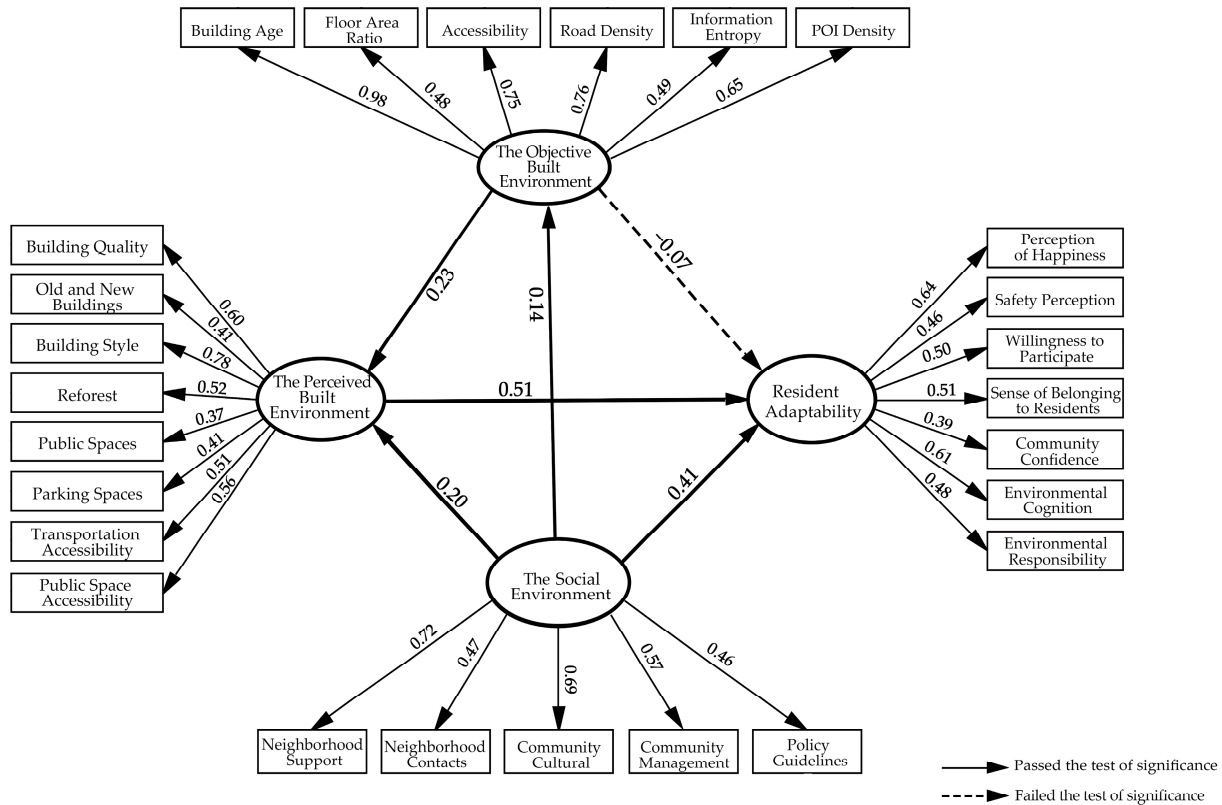 Building Age
Floor Area
Ratio
Accessibility
Road Density
Information
Entropy
POI Density
0.98
0.48
0.75
0.76
0.49
0.65
The Objective
Built
Environment
Building Quality
Old and New
Buildings
Building Style
Reforest
Public Spaces
Parking Spaces
Transportation
Accessibility
Public Space
Accessibility
0.60
0.41
0.78
0.52
0.37
0.41
0.51
0.56
The Perceived
Built
Environment
0.23
0.14
−0.07
0.51
0.20
0.41
Resident
Adaptability
0.64
0.46
0.50
0.51
0.39
0.61
0.48
Perception
of Happiness
Safety Perception
Willingness to
Participate
Sense of Belonging
to Residents
Community
Confidence
Environmental
Cognition
Environmental
Responsibility
The Social
Environment
0.72
0.47
0.69
0.57
0.46
Neighborhood
Support
Neighborhood
Contacts
Community
Cultural
Community
Management
Policy
Guidelines
Passed the test of significance
Failed the test of significance